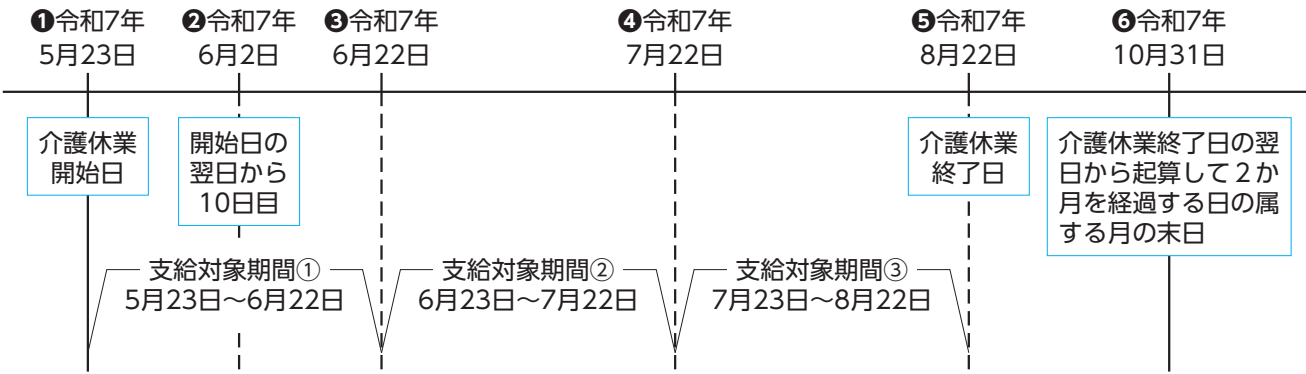 ❶令和7年
5月23日
❷令和7年
6月2日
❸令和7年
6月22日
❹令和7年
7月22日
❺令和7年
8月22日
❻令和7年
10月31日
介護休業
開始日
開始日の
翌日から
10日目
介護休業
終了日
介護休業終了日の翌
日から起算して2か
月を経過する日の属
する月の末日
支給対象期間①
5月23日~6月22日
支給対象期間②
6月23日~7月22日
支給対象期間③
7月23日~8月22日